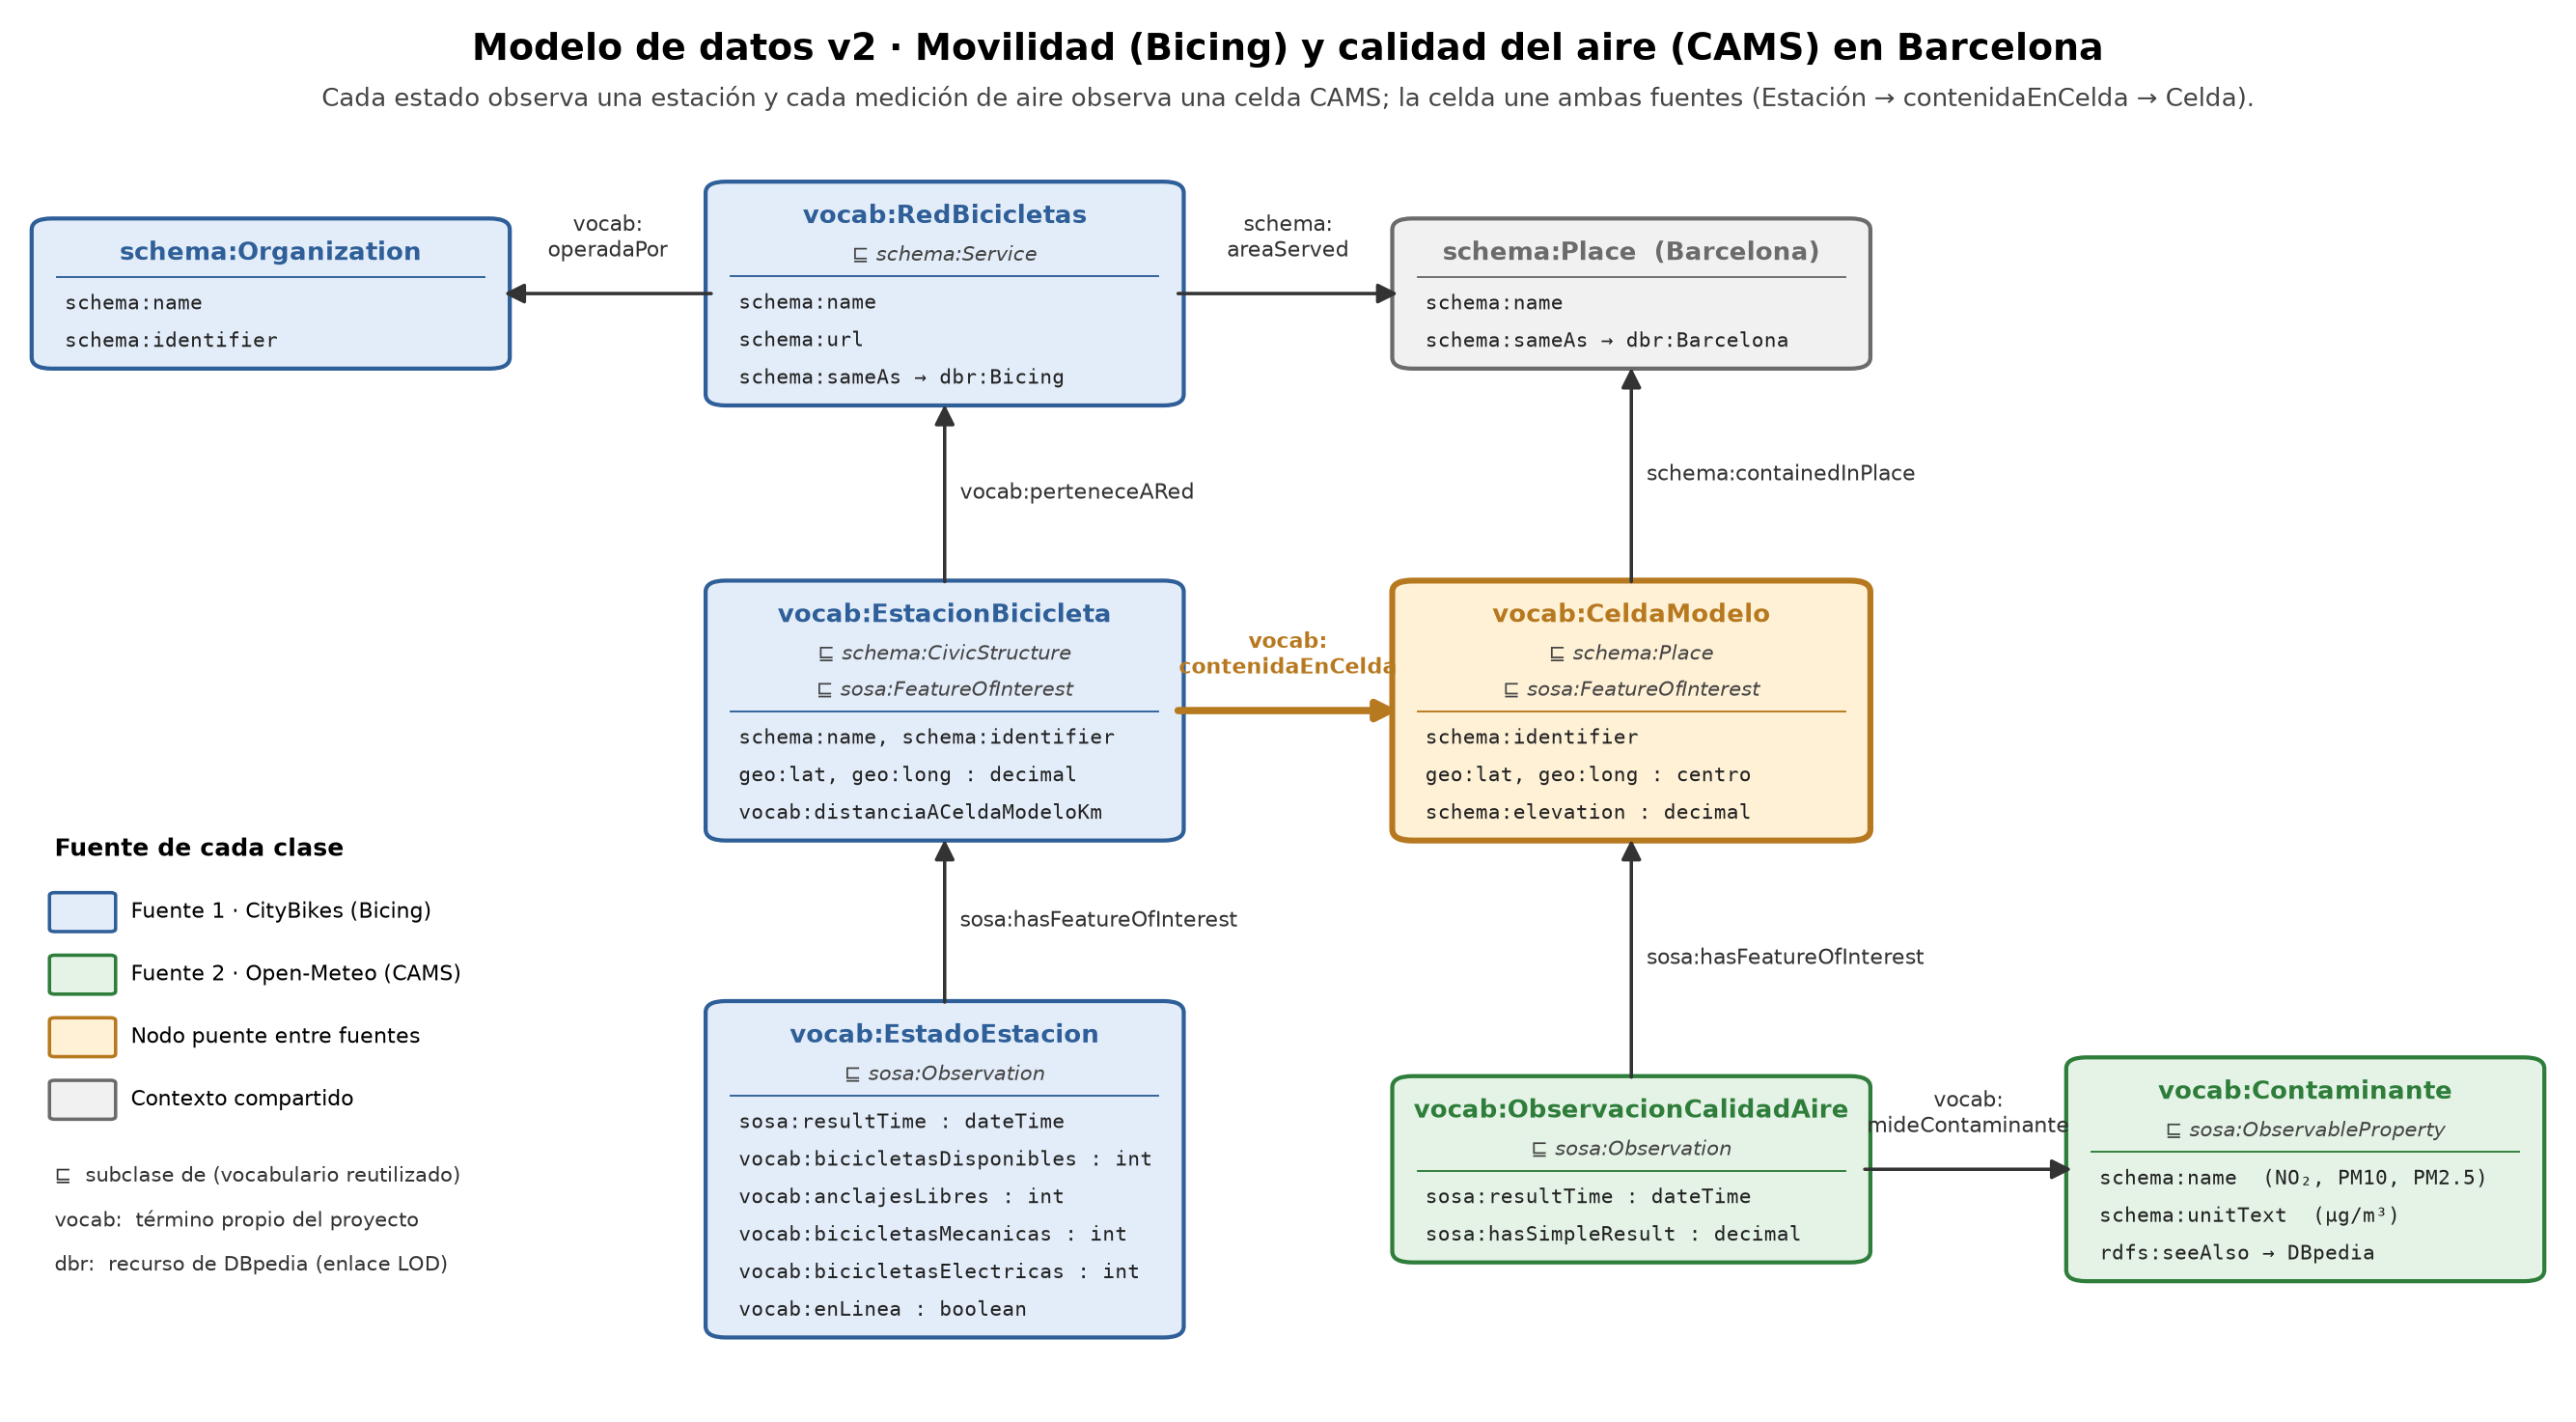 Modelo de datos v2 · Movilidad (Bicing) y calidad del aire (CAMS) en Barcelona
Cada estado observa una estación y cada medición de aire observa una celda CAMS; la celda une ambas fuentes (Estación → contenidaEnCelda → Celda).
schema:Organization
schema:name
schema:identifier
vocab:
operadaPor
vocab:RedBicicletas
⊑ schema:Service
schema:name
schema:url
schema:sameAs → dbr:Bicing
schema:
areaServed
schema:Place (Barcelona)
schema:name
schema:sameAs → dbr:Barcelona
vocab:perteneceARed
schema:containedInPlace
vocab:EstacionBicicleta
⊑ schema:CivicStructure
⊑ sosa:FeatureOfInterest
schema:name, schema:identifier
geo:lat, geo:long : decimal
vocab:distanciaACeldaModeloKm
vocab:
contenidaEnCelda
vocab:CeldaModelo
⊑ schema:Place
⊑ sosa:FeatureOfInterest
schema:identifier
geo:lat, geo:long : centro
schema:elevation : decimal
sosa:hasFeatureOfInterest
sosa:hasFeatureOfInterest
vocab:EstadoEstacion
⊑ sosa:Observation
sosa:resultTime : dateTime
vocab:bicicletasDisponibles : int
vocab:anclajesLibres : int
vocab:bicicletasMecanicas : int
vocab:bicicletasElectricas : int
vocab:enLinea : boolean
vocab:ObservacionCalidadAire
⊑ sosa:Observation
sosa:resultTime : dateTime
sosa:hasSimpleResult : decimal
vocab:
mideContaminante
vocab:Contaminante
⊑ sosa:ObservableProperty
schema:name (NO₂, PM10, PM2.5)
schema:unitText (µg/m³)
rdfs:seeAlso → DBpedia
Fuente de cada clase
Fuente 1 · CityBikes (Bicing)
Fuente 2 · Open-Meteo (CAMS)
Nodo puente entre fuentes
Contexto compartido
⊑ subclase de (vocabulario reutilizado)
vocab: término propio del proyecto
dbr: recurso de DBpedia (enlace LOD)